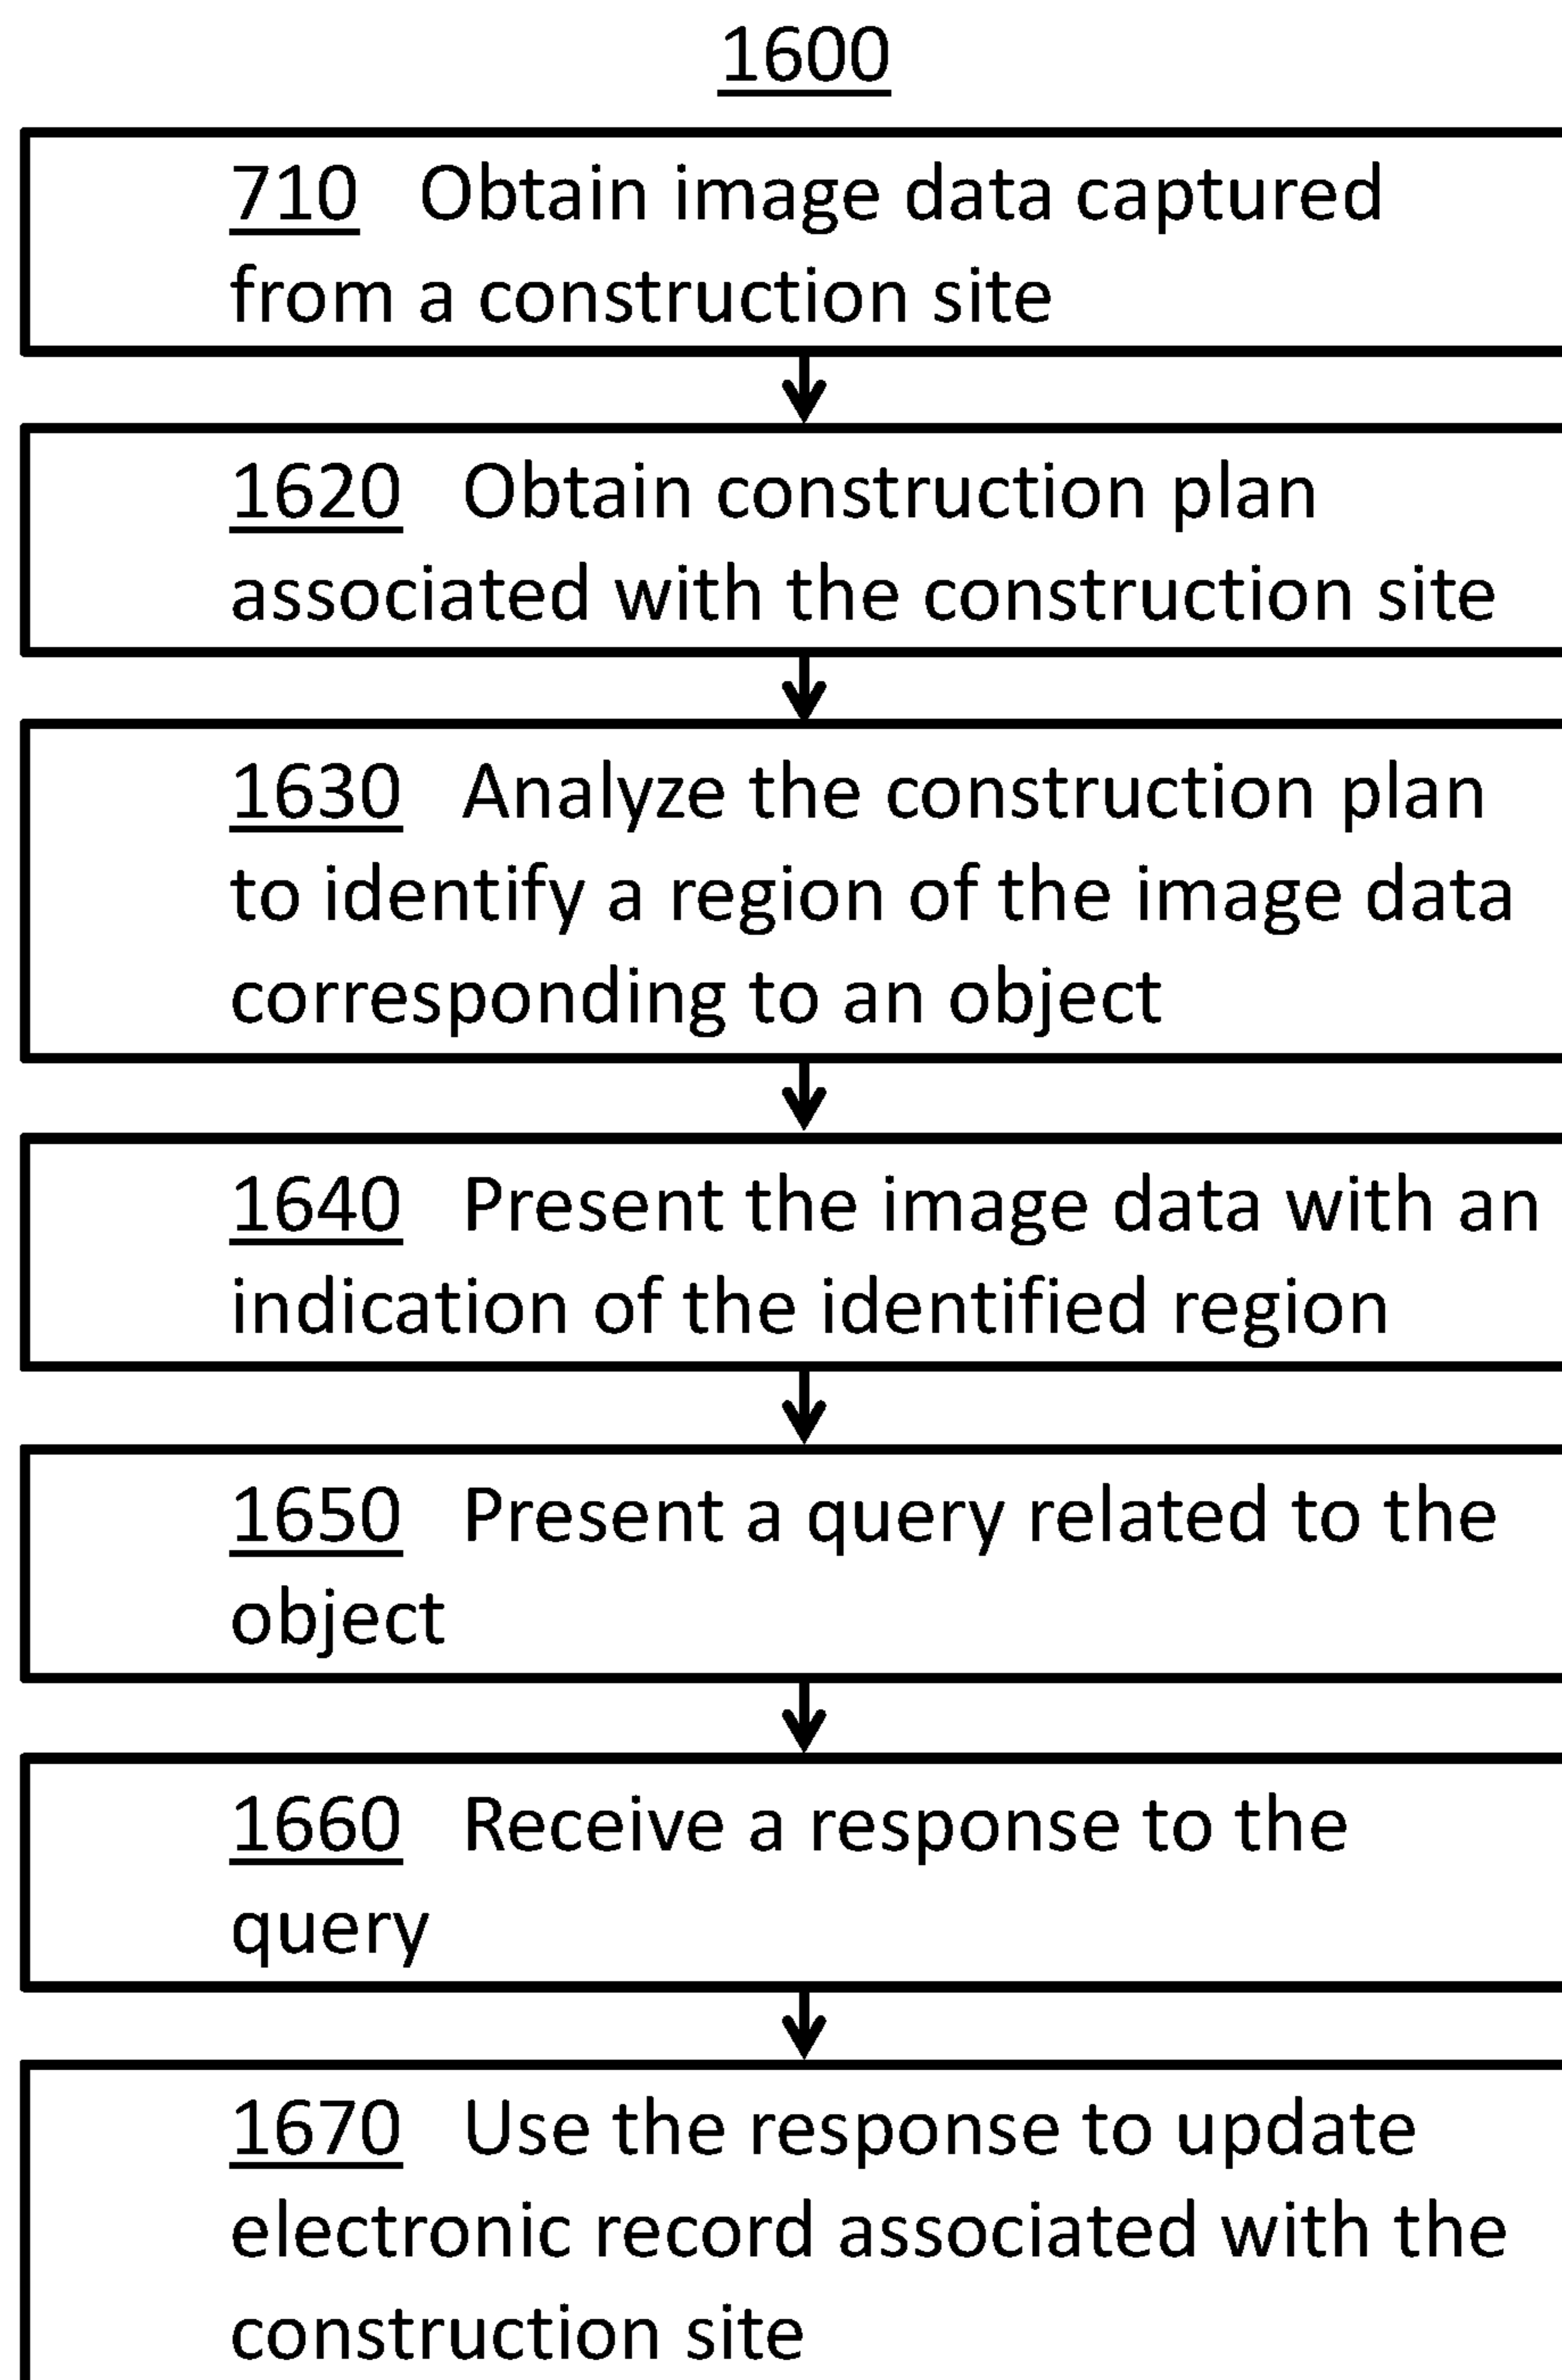 1600
710 Obtain image data captured
from a construction site
1620 Obtain construction plan
associated with the construction site
1630 Analyze the construction plan
to identify a region of the image data
corresponding to an object
1640 Present the image data with an
indication of the identified region
1650 Present a query related to the
object
1660 Receive a response to the
query
1670 Use the response to update
electronic record associated with the
construction site